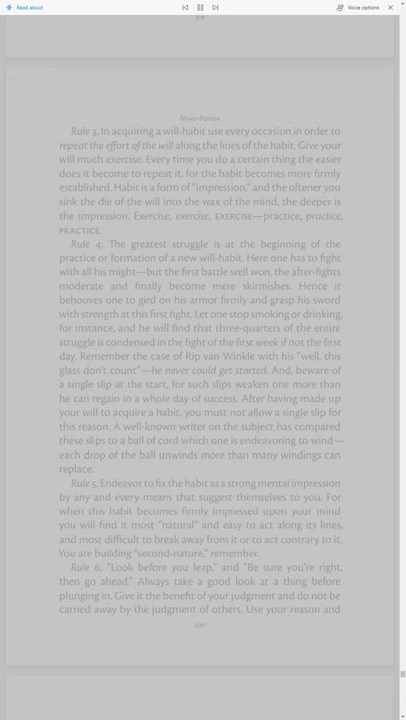 Read aloud
Voice options
319
Mind-Power
Rule 3. In acquiring a will-habit use every occasion in order to
repeat the effort of the will along the lines of the habit. Give your
will much exercise. Every time you do a certain thing the easier
does it become to repeat it, for the habit becomes more firmly
established. Habit is a form of "impression," and the oftener you
sink the die of the will into the wax of the mind, the deeper is
the impression. Exercise, exercise, EXERCISE—practice, practice,
PRACTICE.
Rule 4. The greatest struggle is at the beginning of the
practice or formation of a new will-habit. Here one has to fight
with all his might—but the first battle well won, the after-fights
moderate and finally become mere skirmishes. Hence it
behooves one to gird on his armor firmly and grasp his sword
with strength at this first fight. Let one stop smoking or drinking,
for instance, and he will find that three-quarters of the entire
struggle is condensed in the fight of the first week if not the first
day. Remember the case of Rip van Winkle with his "well, this
glass don't count"—he never could get started. And, beware of
a single slip at the start, for such slips weaken one more than
he can regain in a whole day of success. After having made up
your will to acquire a habit, you must not allow a single slip for
this reason. A well-known writer on the subject has compared
these slips to a ball of cord which one is endeavoring to wind—
each drop of the ball unwinds more than many windings can
replace.
Rule 5. Endeavor to fix the habit as a strong mental impression
by any and every means that suggest themselves to you. For
when this habit becomes firmly impressed upon your mind
you will find it most "natural" and easy to act along its lines,
and most difficult to break away from it or to act contrary to it.
You are building "second-nature," remember.
Rule 6. "Look before you leap," and "Be sure you're right,
then go ahead." Always take a good look at a thing before
plunging in. Give it the benefit of your judgment and do not be
carried away by the judgment of others. Use your reason and
320